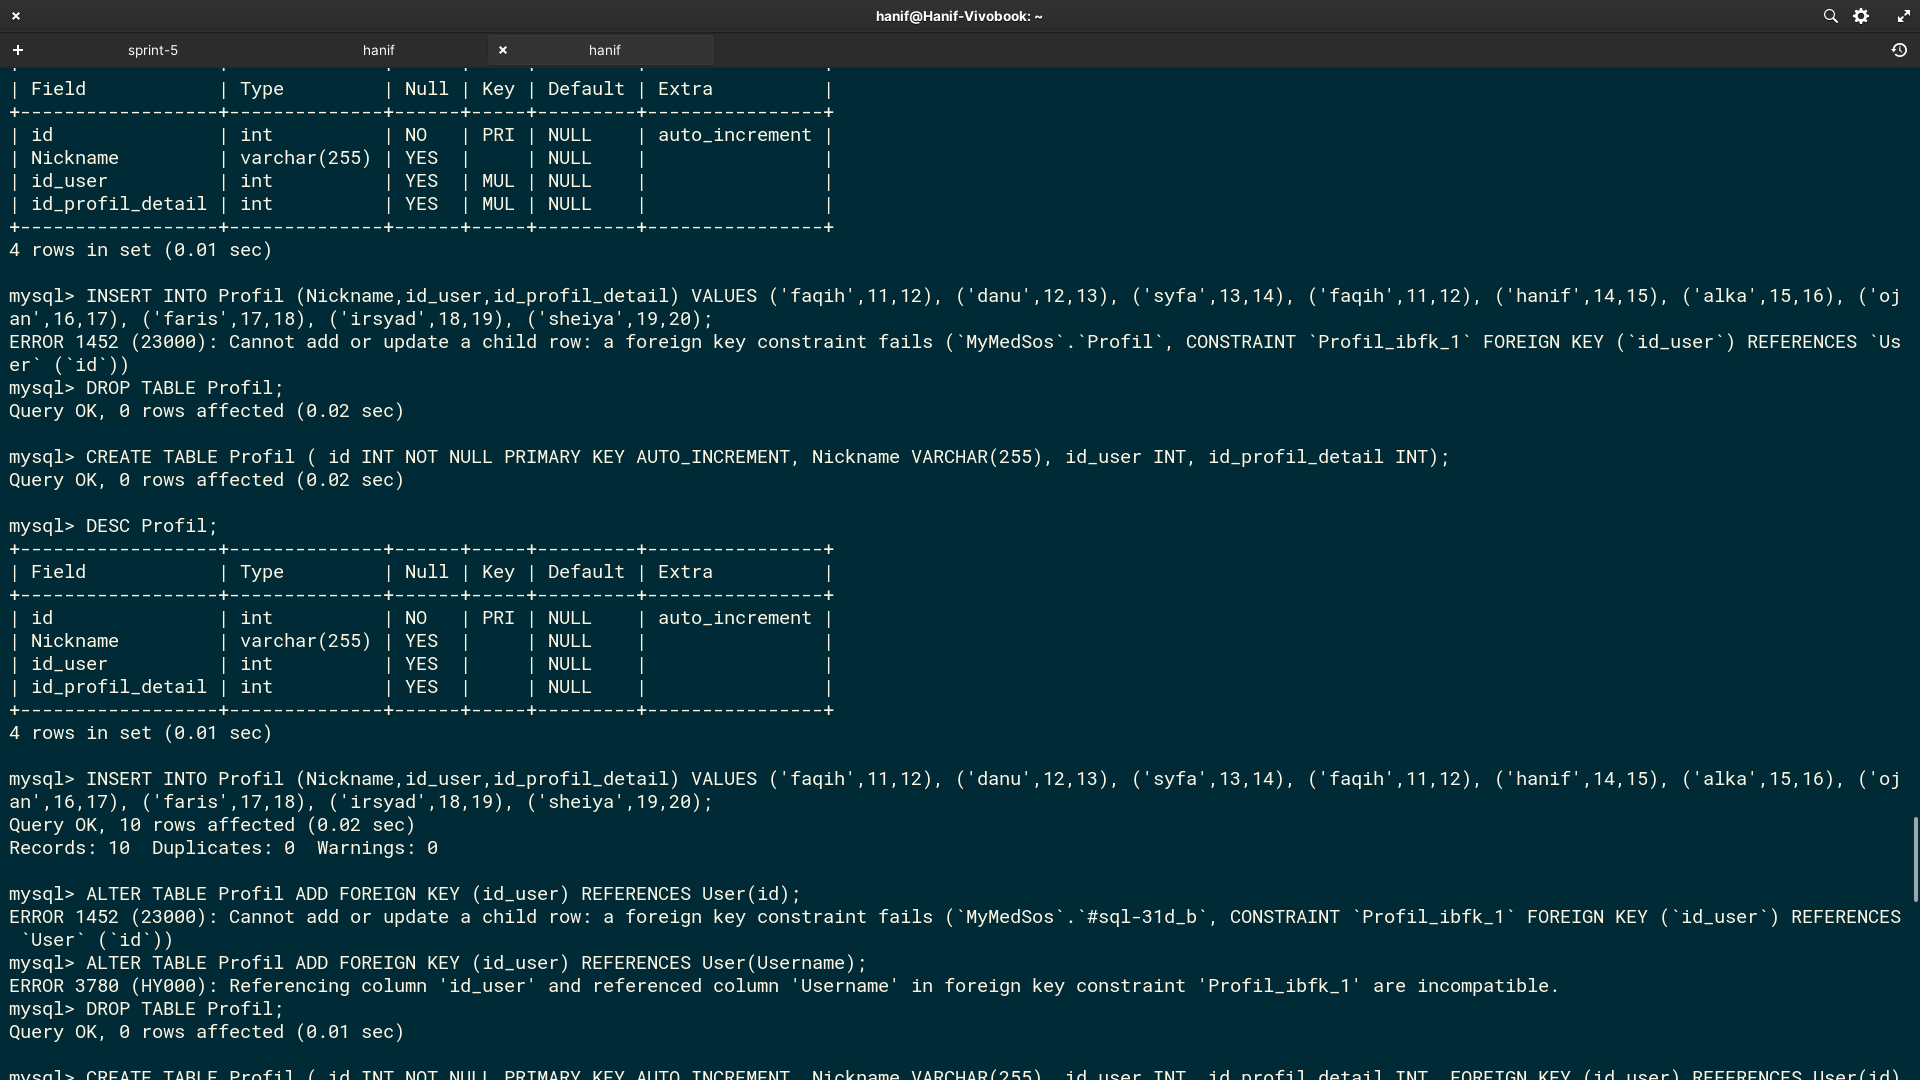 hanif@Hanif-Vivobook: ~
sprint-5 hanif hanif
| Field | Type | Null | Key | Default | Extra |
+------------------+--------------+------+-----+---------+----------------+
| id | int | NO | PRI | NULL | auto_increment |
| Nickname | varchar(255) | YES | | NULL | |
| id_user | int | YES | MUL | NULL | |
| id_profil_detail | int | YES | MUL | NULL | |
+------------------+--------------+------+-----+---------+----------------+
4 rows in set (0.01 sec)
mysql> INSERT INTO Profil (Nickname,id_user,id_profil_detail) VALUES ('faqih',11,12), ('danu',12,13), ('syfa',13,14), ('faqih',11,12), ('hanif',14,15), ('alka',15,16), ('oj
an',16,17), ('faris',17,18), ('irsyad',18,19), ('sheiya',19,20);
ERROR 1452 (23000): Cannot add or update a child row: a foreign key constraint fails (`MyMedSos`.`Profil`, CONSTRAINT `Profil_ibfk_1` FOREIGN KEY (`id_user`) REFERENCES `Us
er` (`id`))
mysql> DROP TABLE Profil;
Query OK, 0 rows affected (0.02 sec)
mysql> CREATE TABLE Profil ( id INT NOT NULL PRIMARY KEY AUTO_INCREMENT, Nickname VARCHAR(255), id_user INT, id_profil_detail INT);
Query OK, 0 rows affected (0.02 sec)
mysql> DESC Profil;
+------------------+--------------+------+-----+---------+----------------+
| Field | Type | Null | Key | Default | Extra |
+------------------+--------------+------+-----+---------+----------------+
| id | int | NO | PRI | NULL | auto_increment |
| Nickname | varchar(255) | YES | | NULL | |
| id_user | int | YES | | NULL | |
| id_profil_detail | int | YES | | NULL | |
+------------------+--------------+------+-----+---------+----------------+
4 rows in set (0.01 sec)
mysql> INSERT INTO Profil (Nickname,id_user,id_profil_detail) VALUES ('faqih',11,12), ('danu',12,13), ('syfa',13,14), ('faqih',11,12), ('hanif',14,15), ('alka',15,16), ('oj
an',16,17), ('faris',17,18), ('irsyad',18,19), ('sheiya',19,20);
Query OK, 10 rows affected (0.02 sec)
Records: 10 Duplicates: 0 Warnings: 0
mysql> ALTER TABLE Profil ADD FOREIGN KEY (id_user) REFERENCES User(id);
ERROR 1452 (23000): Cannot add or update a child row: a foreign key constraint fails (`MyMedSos`.`#sql-31d_b`, CONSTRAINT `Profil_ibfk_1` FOREIGN KEY (`id_user`) REFERENCES
`User` (`id`))
mysql> ALTER TABLE Profil ADD FOREIGN KEY (id_user) REFERENCES User(Username);
ERROR 3780 (HY000): Referencing column 'id_user' and referenced column 'Username' in foreign key constraint 'Profil_ibfk_1' are incompatible.
mysql> DROP TABLE Profil;
Query OK, 0 rows affected (0.01 sec)
mysql> CREATE TABLE Profil ( id INT NOT NULL PRIMARY KEY AUTO_INCREMENT, Nickname VARCHAR(255), id_user INT, id_profil_detail INT, FOREIGN KEY (id_user) REFERENCES User(id)